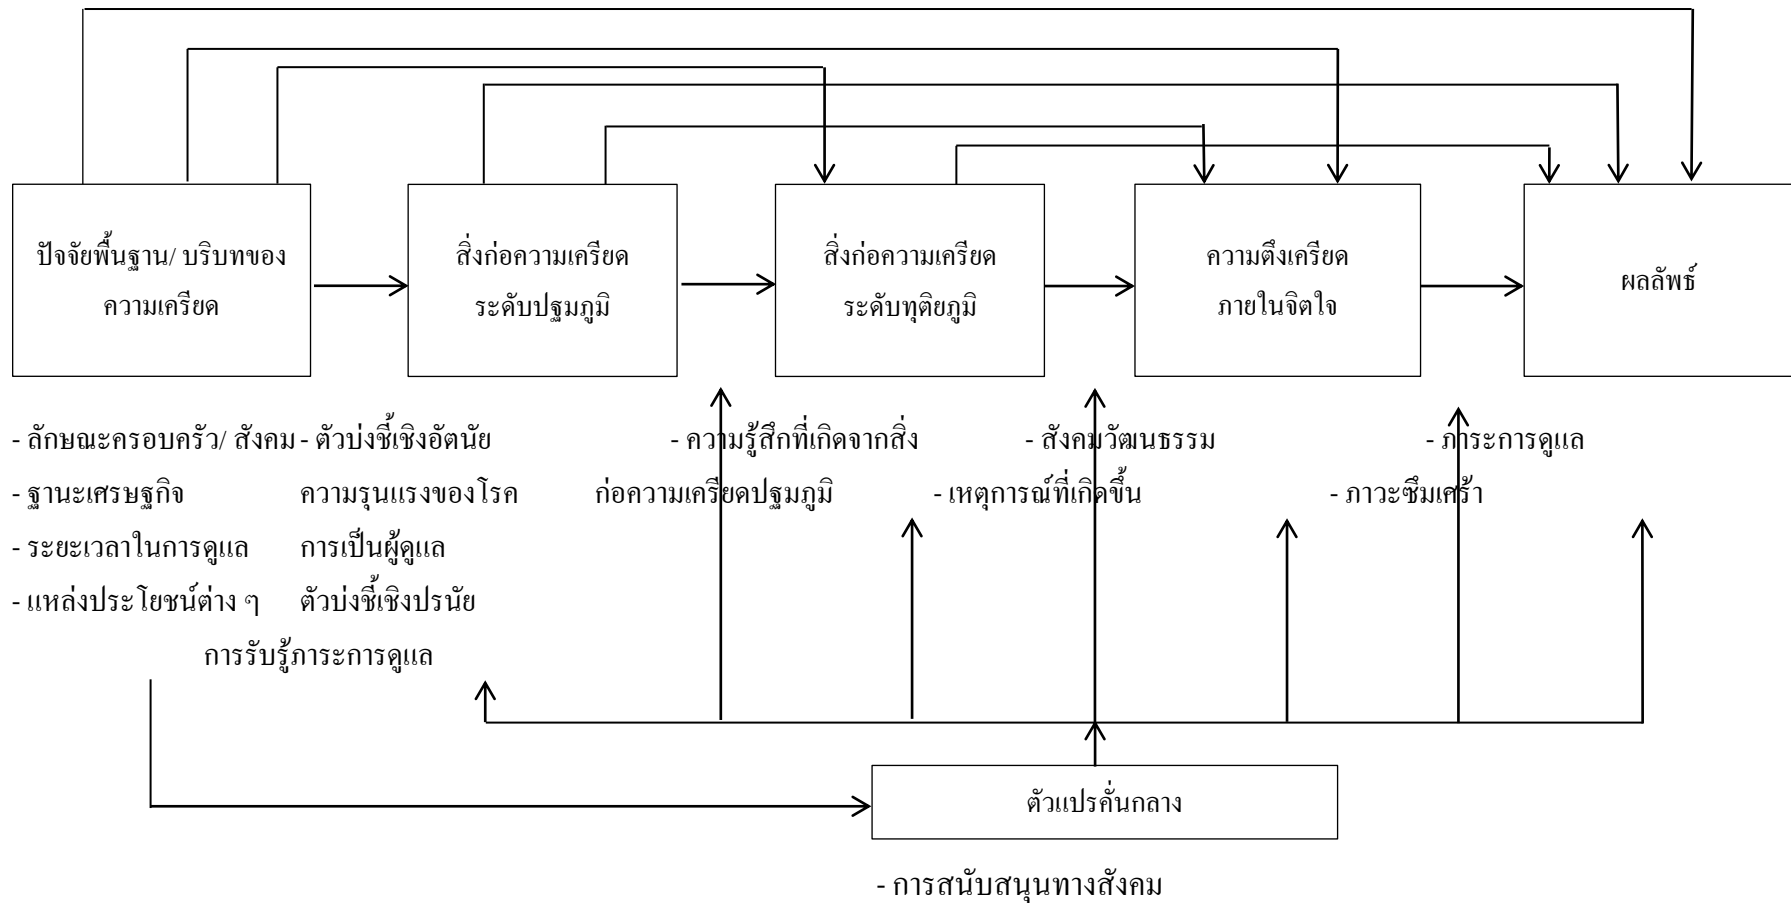 ปัจจัยพื้นฐาน/ บริบทของ
ความเครียด
สิ่งก่อความเครียด
ระดับปฐมภูมิ
สิ่งก่อความเครียด
ระดับทุติยภูมิ
ความตึงเครียด
ภายในจิตใจ
ผลลัพธ์
- ลักษณะครอบครัว/ สังคม - ตัวบ่งชี้เชิงอัตนัย - ความรู้สึกที่เกิดจากสิ่ง - สังคมวัฒนธรรม - ภาระการดูแล
- ฐานะเศรษฐกิจ ความรุนแรงของโรค ก่อความเครียดปฐมภูมิ - เหตุการณ์ที่เกิดขึ้น - ภาวะซึมเศร้า
- ระยะเวลาในการดูแล การเป็นผู้ดูแล
- แหล่งประโยชน์ต่าง ๆ ตัวบ่งชี้เชิงปรนัย
การรับรู้ภาระการดูแล
ตัวแปรคั่นกลาง
- การสนับสนุนทางสังคม